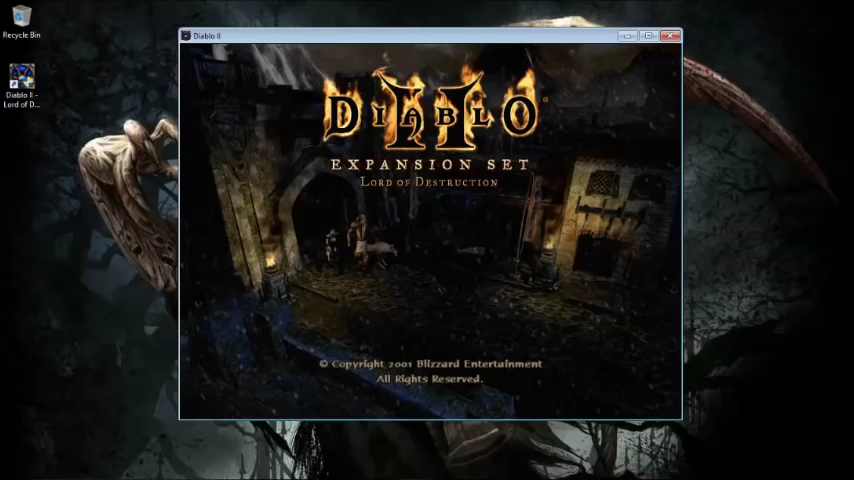 Recycle Bin
Diablo II -
Lord of D...
Diablo II
DIABLO
II
EXPANSION SET
LORD OF DESTRUCTION
© Copyright 2001 Blizzard Entertainment
All Rights Reserved.